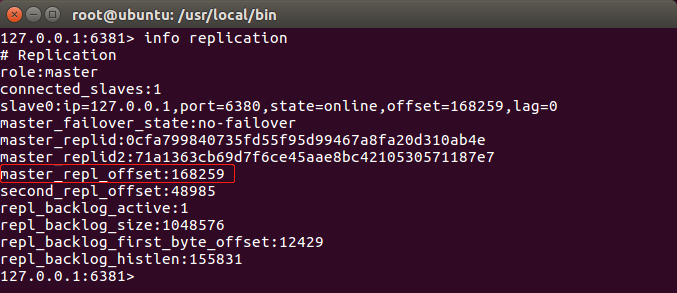 root@ubuntu: /usr/local/bin
127.0.0.1:6381> info replication
# Replication
role:master
connected_slaves:1
slave0:ip=127.0.0.1,port=6380,state=online,offset=168259,lag=0
master_failover_state:no-failover
master_replid:0cfa799840735fd55f95d99467a8fa20d310ab4e
master_replid2:71a1363cb69d7f6ce45aae8bc4210530571187e7
master_repl_offset:168259
second_repl_offset:48985
repl_backlog_active:1
repl_backlog_size:1048576
repl_backlog_first_byte_offset:12429
repl_backlog_histlen:155831
127.0.0.1:6381>